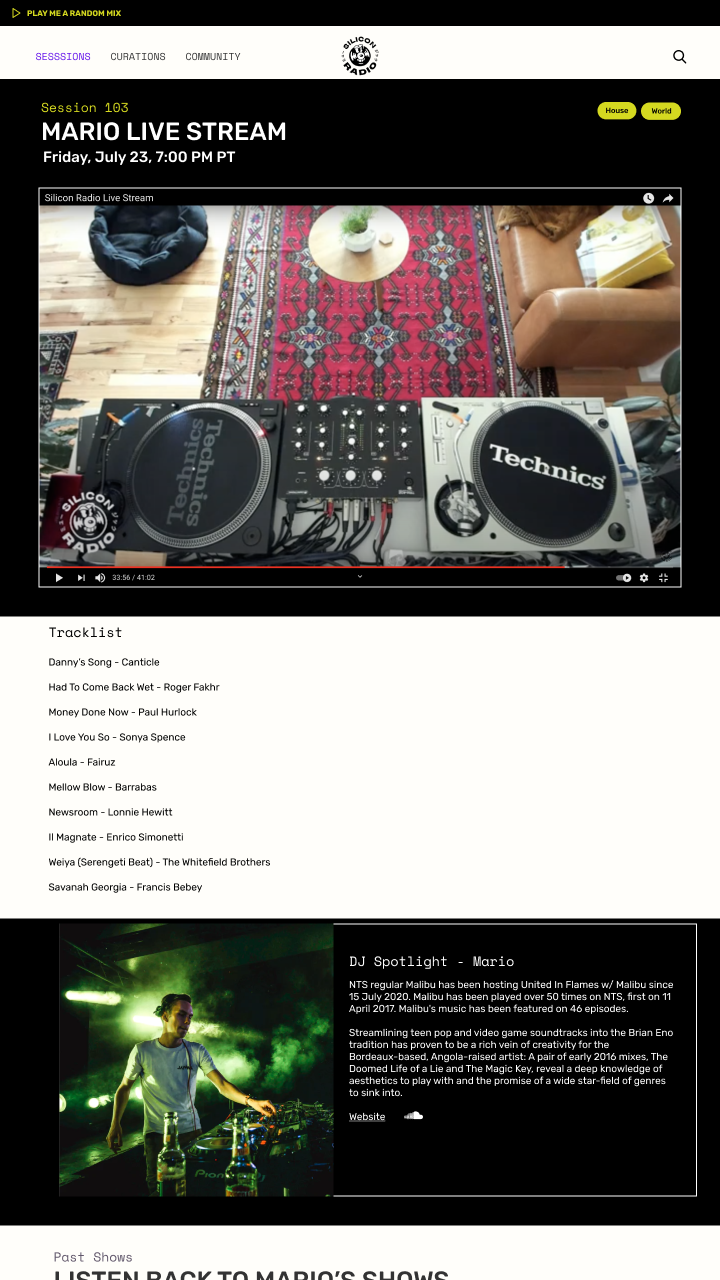 PLAY ME A RANDOM MIX
SESSSIONS CURATIONS COMMUNITY
SILICON
RADIO
Session 103
House World
MARIO LIVE STREAM
Friday, July 23, 7:00 PM PT
Silicon Radio Live Stream
Technics
Technics
SILICON
RADIO
33:56 / 41:02
Tracklist
Danny's Song - Canticle
Had To Come Back Wet - Roger Fakhr
Money Done Now - Paul Hurlock
I Love You So - Sonya Spence
Aloula - Fairuz
Mellow Blow - Barrabas
Newsroom - Lonnie Hewitt
Il Magnate - Enrico Simonetti
Weiya (Serengeti Beat) - The Whitefield Brothers
Savanah Georgia - Francis Bebey
DJ Spotlight - Mario
NTS regular Malibu has been hosting United In Flames w/ Malibu since
15 July 2020. Malibu has been played over 50 times on NTS, first on 11
April 2017. Malibu's music has been featured on 46 episodes.
Streamlining teen pop and video game soundtracks into the Brian Eno
tradition has proven to be a rich vein of creativity for the
Bordeaux-based, Angola-raised artist: A pair of early 2016 mixes, The
Doomed Life of a Lie and The Magic Key, reveal a deep knowledge of
aesthetics to play with and the promise of a wide star-field of genres
to sink into.
Website
Pioneer DJ
Past Shows
LISTEN BACK TO MARIO'S SHOWS